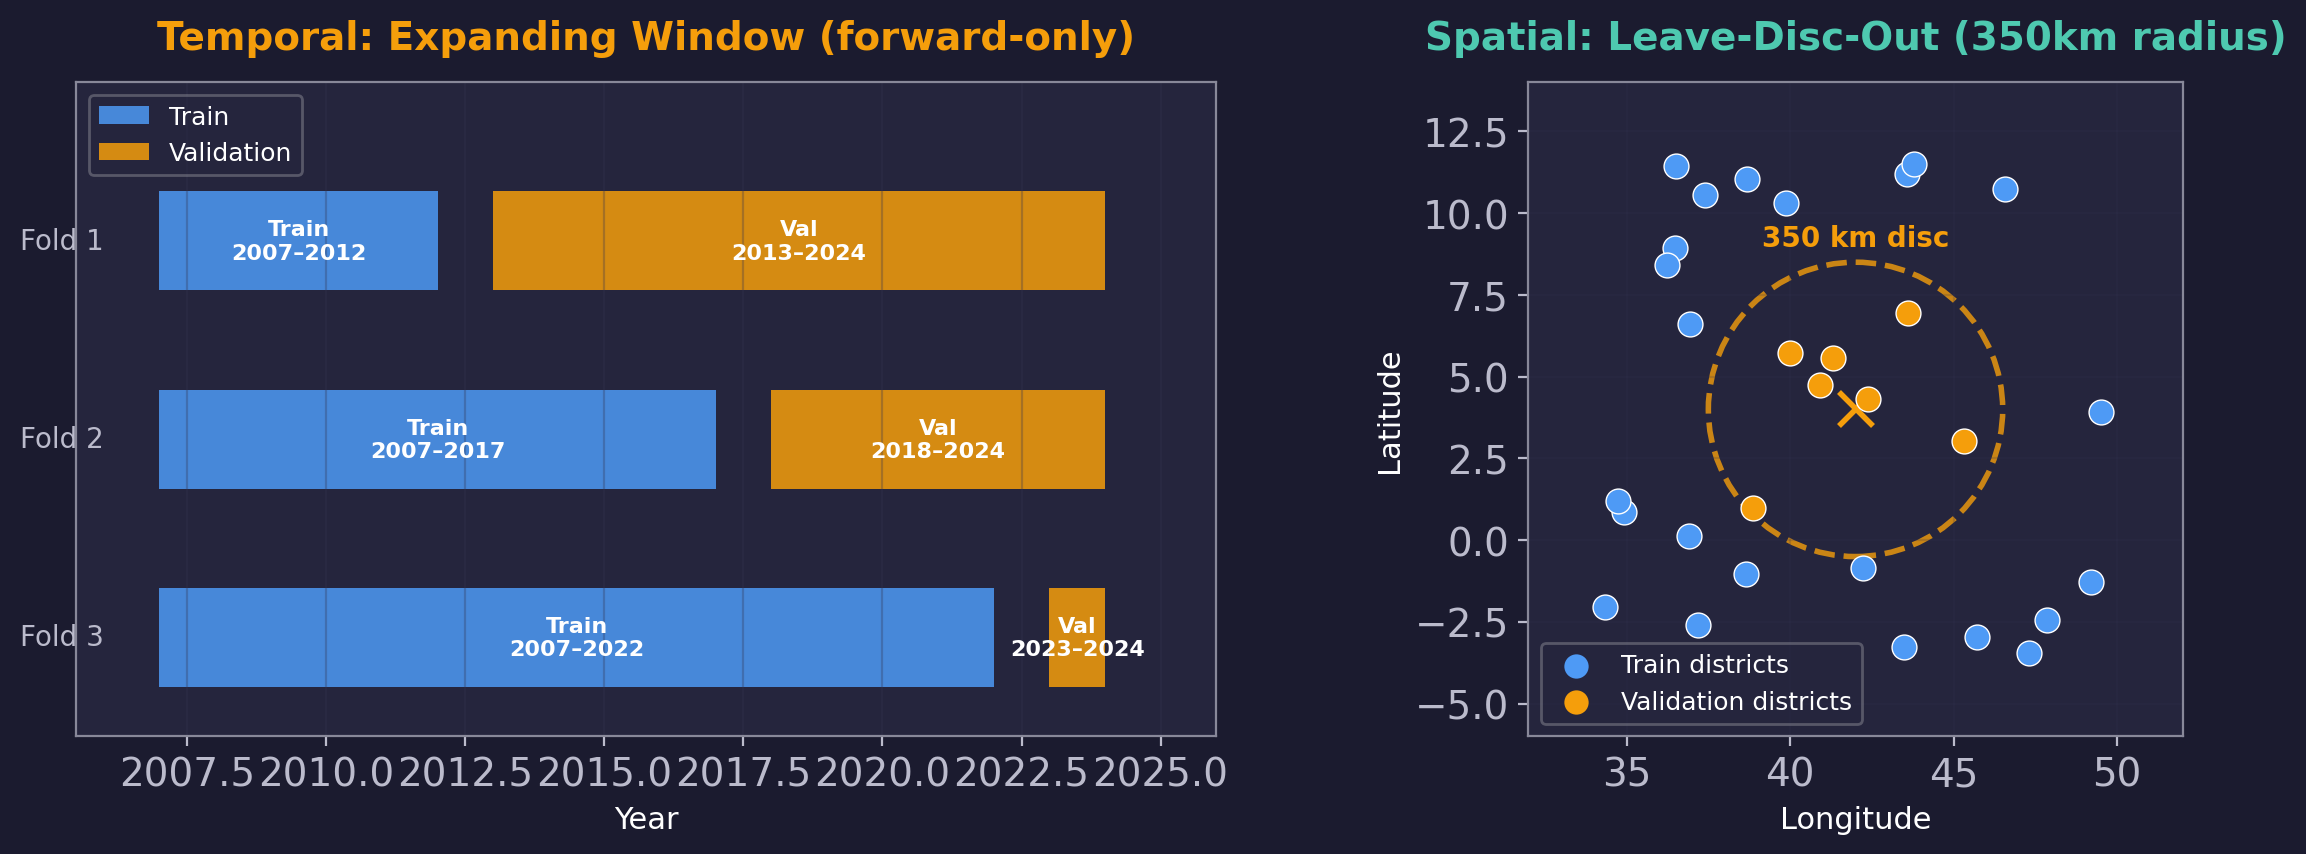 Temporal: Expanding Window (forward-only)
Train
Validation
Fold 1
Train
2007–2012
Val
2013–2024
Fold 2
Train
2007–2017
Val
2018–2024
Fold 3
Train
2007–2022
Val
2023–2024
2007.5 2010.0 2012.5 2015.0 2017.5 2020.0 2022.5 2025.0
Year
Spatial: Leave-Disc-Out (350km radius)
12.5
10.0
7.5
5.0
2.5
0.0
−2.5
−5.0
Latitude
350 km disc
Train districts
Validation districts
35 40 45 50
Longitude